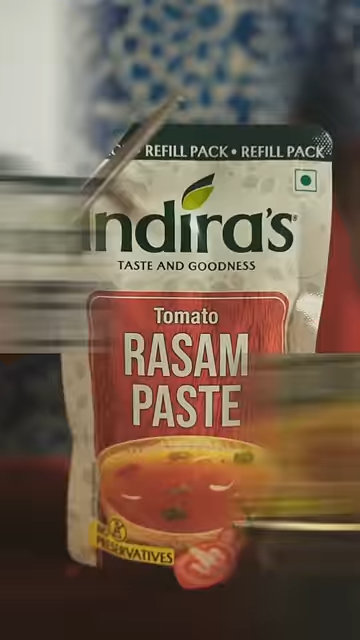 REFILL PACK • REFILL PACK
ndira's
TASTE AND GOODNESS
Tomato
RASAM
PASTE
PRESERVATIVES